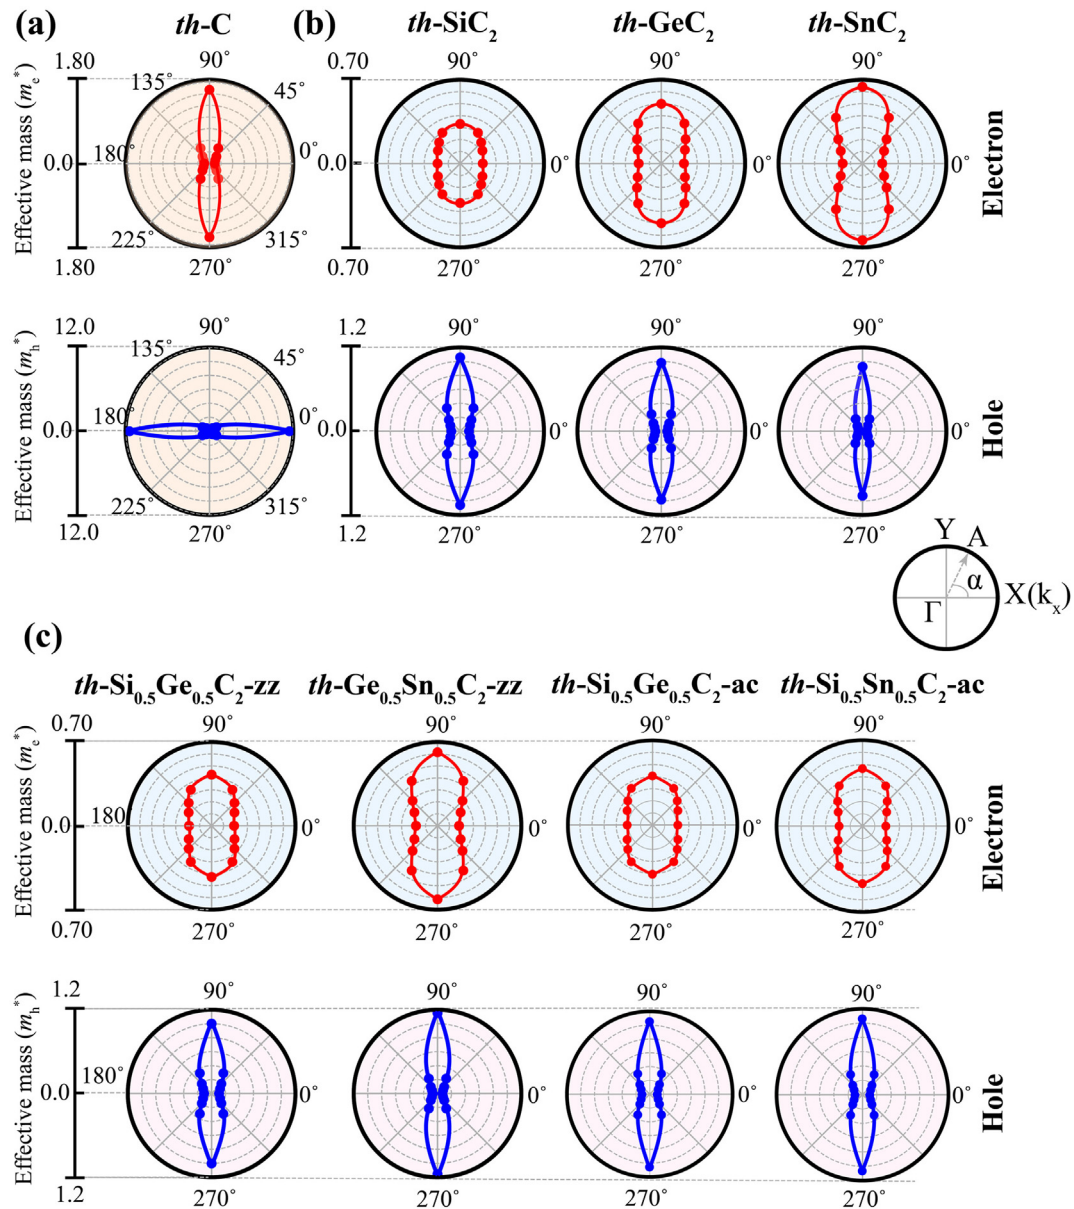 (a) th-C (b) th-SiC2 th-GeC2 th-SnC2
1.80 90° 0.70 90° 90° 90°
135° 45°
Effective mass (me*)
0.0 180° 0° 0.0 0° 0° 0°
Electron
225° 315°
1.80 270° 0.70 270° 270° 270°
12.0 90° 1.2 90° 90° 90°
135° 45°
Effective mass (mh*)
0.0 180° 0° 0.0 0° 0° 0°
Hole
225° 315°
12.0 270° 1.2 270° 270° 270°
Y A
α
Γ X(kx)
(c)
th-Si0.5Ge0.5C2-zz th-Ge0.5Sn0.5C2-zz th-Si0.5Ge0.5C2-ac th-Si0.5Sn0.5C2-ac
0.70 90° 90° 90° 90°
Effective mass (me*)
0.0 180 0° 0° 0° 0°
Electron
0.70 270° 270° 270° 270°
1.2 90° 90° 90° 90°
Effective mass (mh*)
180°
0.0 0° 0° 0° 0°
Hole
1.2 270° 270° 270° 270°